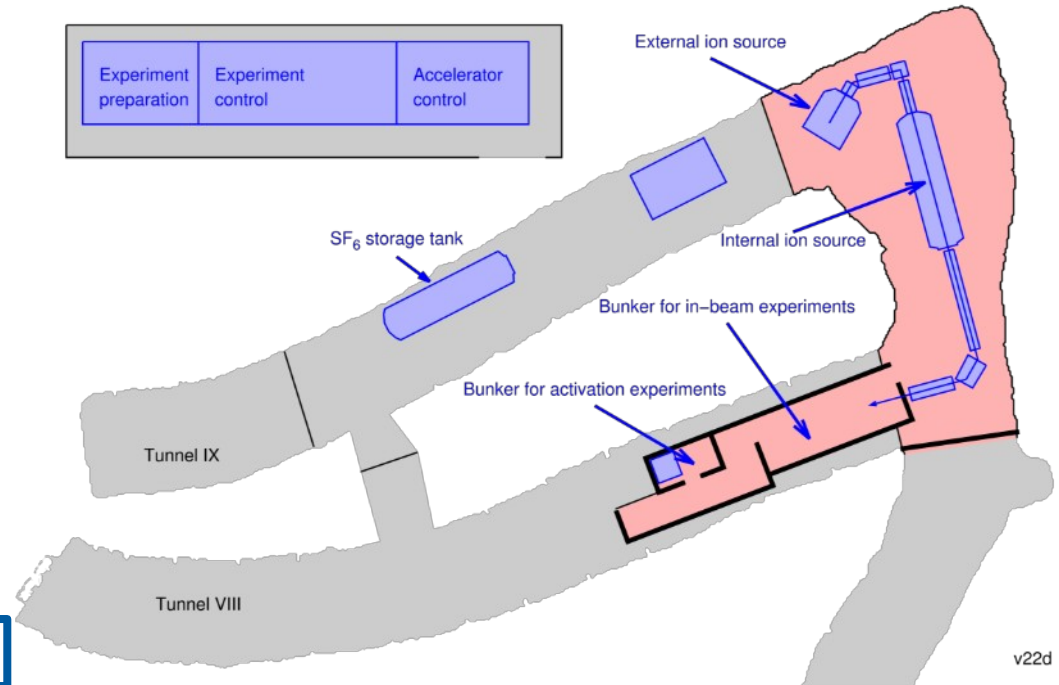 External ion source
Experiment
preparation
Experiment
control
Accelerator
control
SF6 storage tank
Internal ion source
Bunker for in-beam experiments
Bunker for activation experiments
Tunnel IX
Tunnel VIII
v22d